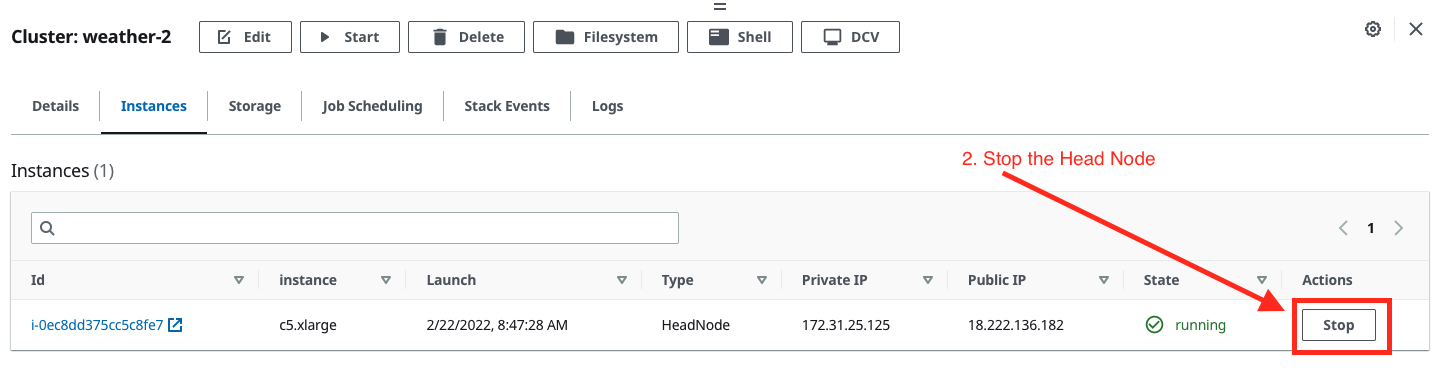 Cluster: weather-2 Edit Start Delete Filesystem Shell DCV
Details Instances Storage Job Scheduling Stack Events Logs
2. Stop the Head Node
Instances (1)
1
Id instance Launch Type Private IP Public IP State Actions
i-0ec8dd375cc5c8fe7 c5.xlarge 2/22/2022, 8:47:28 AM HeadNode 172.31.25.125 18.222.136.182 running Stop